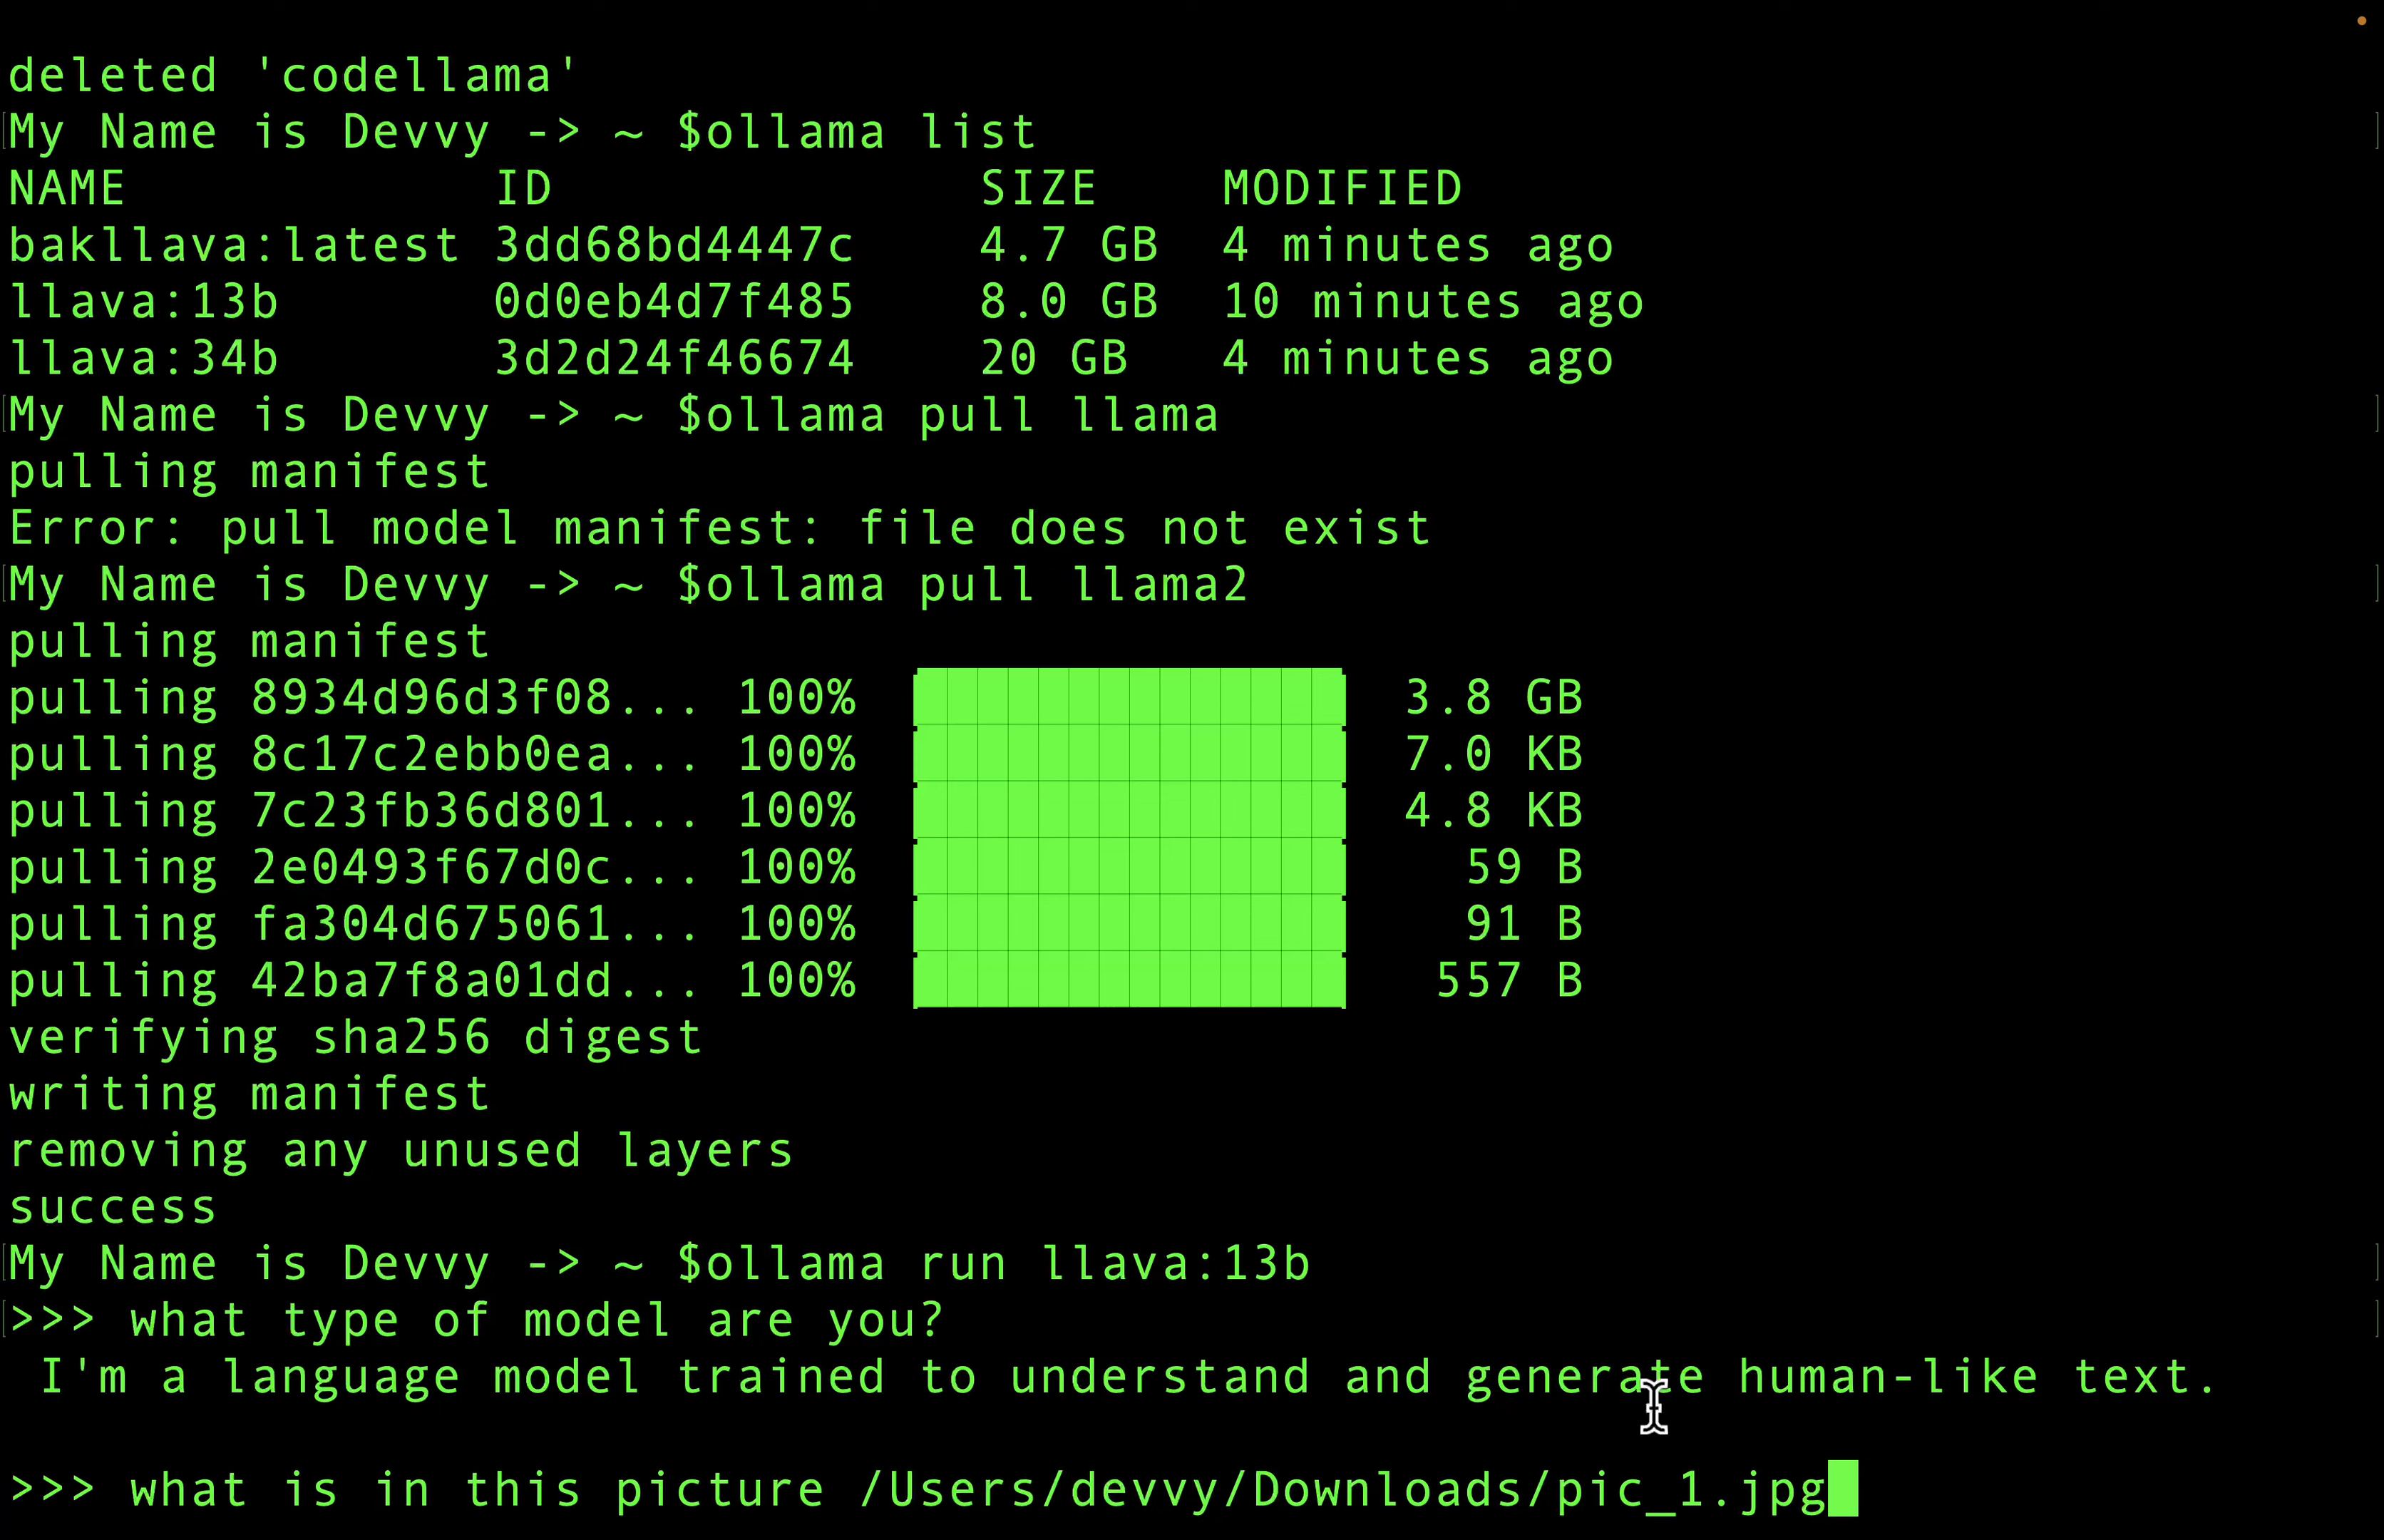 deleted 'codellama'
My Name is Devvy -> ~ $ollama list
NAME ID SIZE MODIFIED
bakllava:latest 3dd68bd4447c 4.7 GB 4 minutes ago
llava:13b 0d0eb4d7f485 8.0 GB 10 minutes ago
llava:34b 3d2d24f46674 20 GB 4 minutes ago
My Name is Devvy -> ~ $ollama pull llama
pulling manifest
Error: pull model manifest: file does not exist
My Name is Devvy -> ~ $ollama pull llama2
pulling manifest
pulling 8934d96d3f08... 100% 3.8 GB
pulling 8c17c2ebb0ea... 100% 7.0 KB
pulling 7c23fb36d801... 100% 4.8 KB
pulling 2e0493f67d0c... 100% 59 B
pulling fa304d675061... 100% 91 B
pulling 42ba7f8a01dd... 100% 557 B
verifying sha256 digest
writing manifest
removing any unused layers
success
My Name is Devvy -> ~ $ollama run llava:13b
>>> what type of model are you?
I'm a language model trained to understand and generate human-like text.
>>> what is in this picture /Users/devvy/Downloads/pic_1.jpg